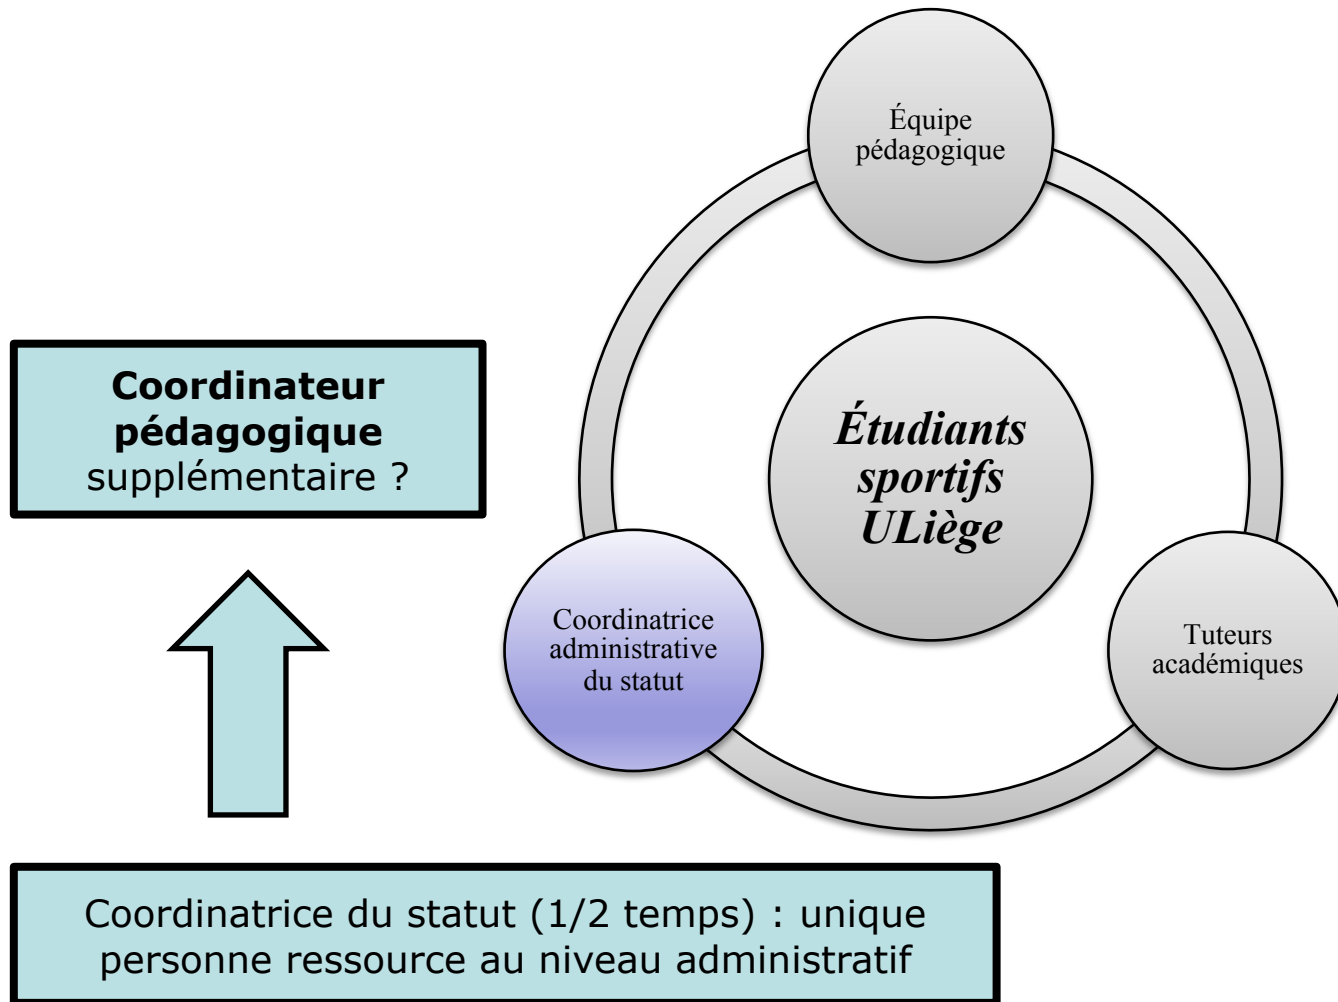 Équipe
pédagogique
Coordinateur
pédagogique
supplémentaire ?
Étudiants
sportifs
ULiège
Coordinatrice
administrative
du statut
Tuteurs
académiques
Coordinatrice du statut (1/2 temps) : unique
personne ressource au niveau administratif